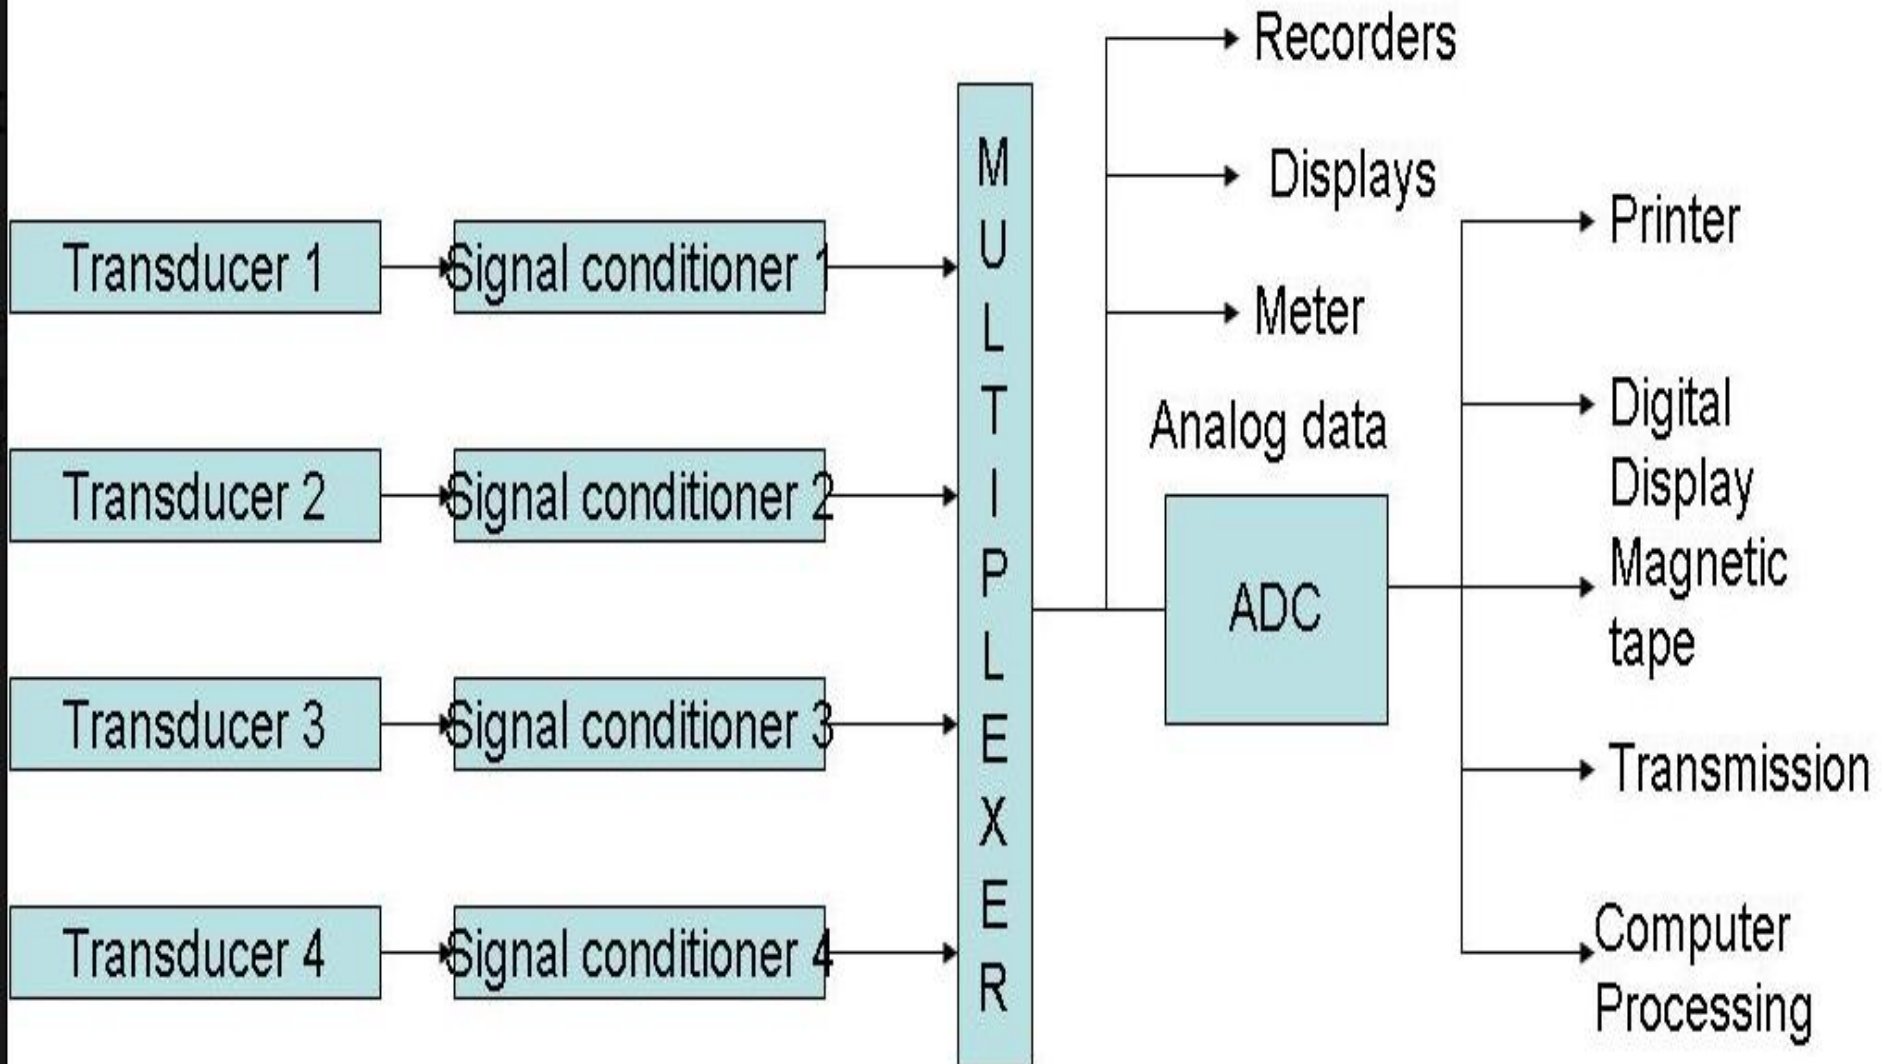 Transducer 1
Signal conditioner 1
Transducer 2
Signal conditioner 2
Transducer 3
Signal conditioner 3
Transducer 4
Signal conditioner 4
M
U
L
T
I
P
L
E
X
E
R
Recorders
Displays
Meter
Analog data
ADC
Printer
Digital
Display
Magnetic
tape
Transmission
Computer
Processing